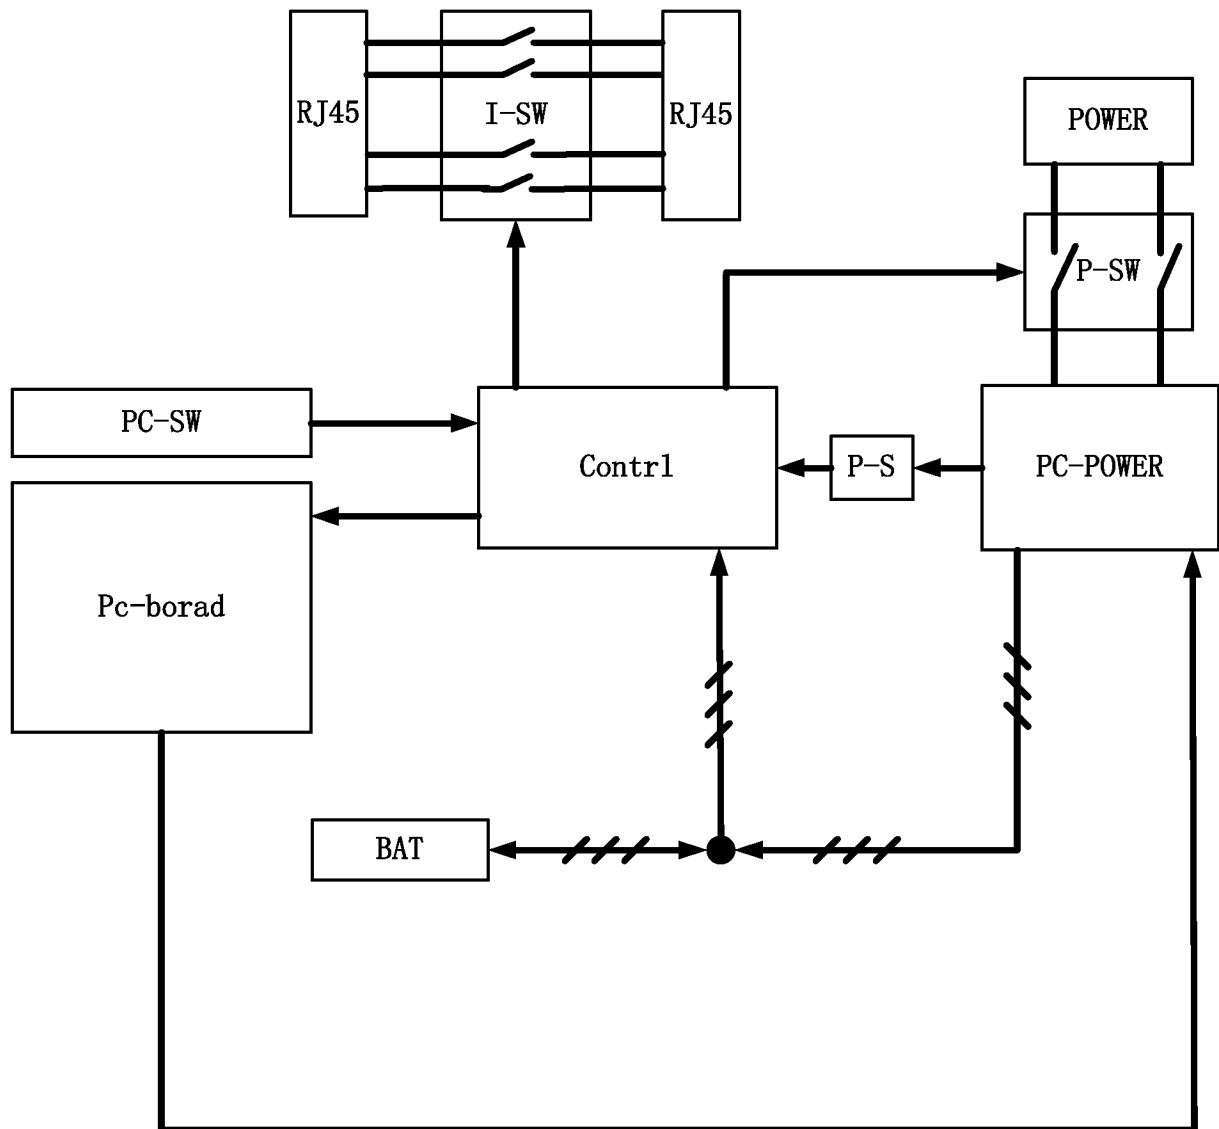 RJ45
I-SW
RJ45
POWER
P-SW
PC-SW
Contrl
P-S
PC-POWER
Pc-borad
BAT